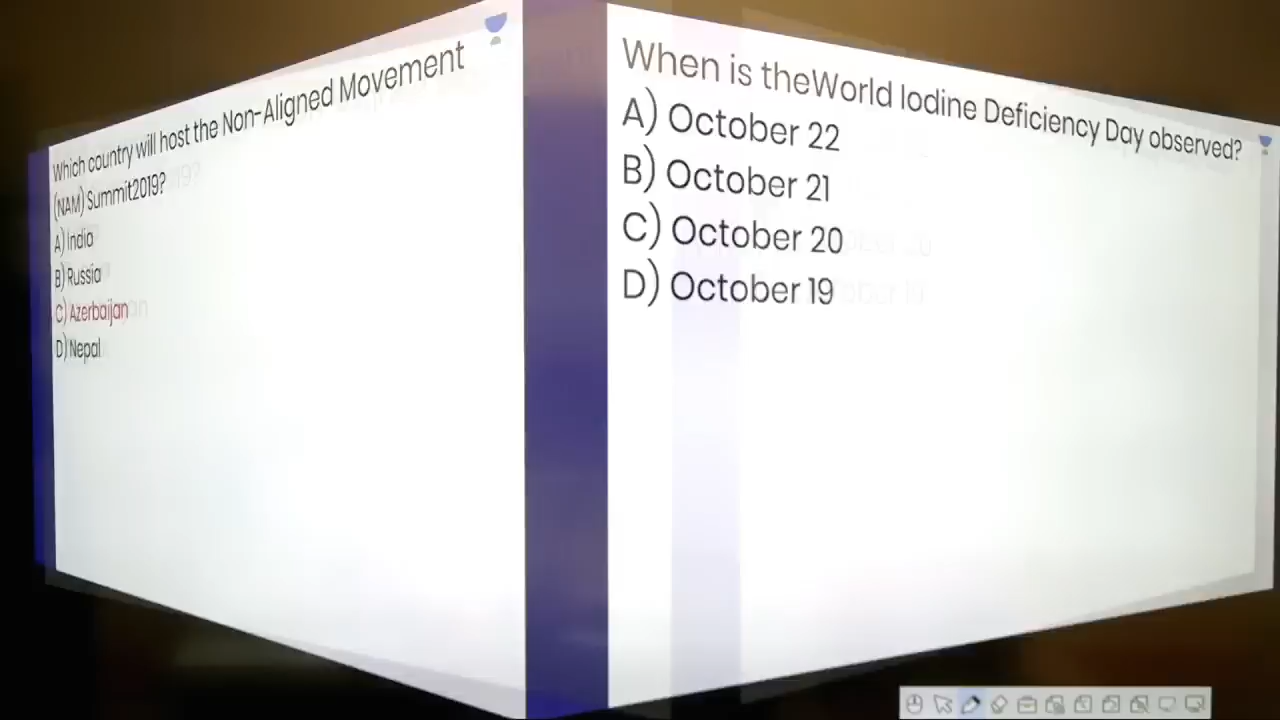 Which country will host the Non-Aligned Movement
(NAM) Summit2019?
A) India
B) Russia
C) Azerbaijan
D) Nepal
When is theWorld Iodine Deficiency Day observed?
A) October 22
B) October 21
C) October 20
D) October 19